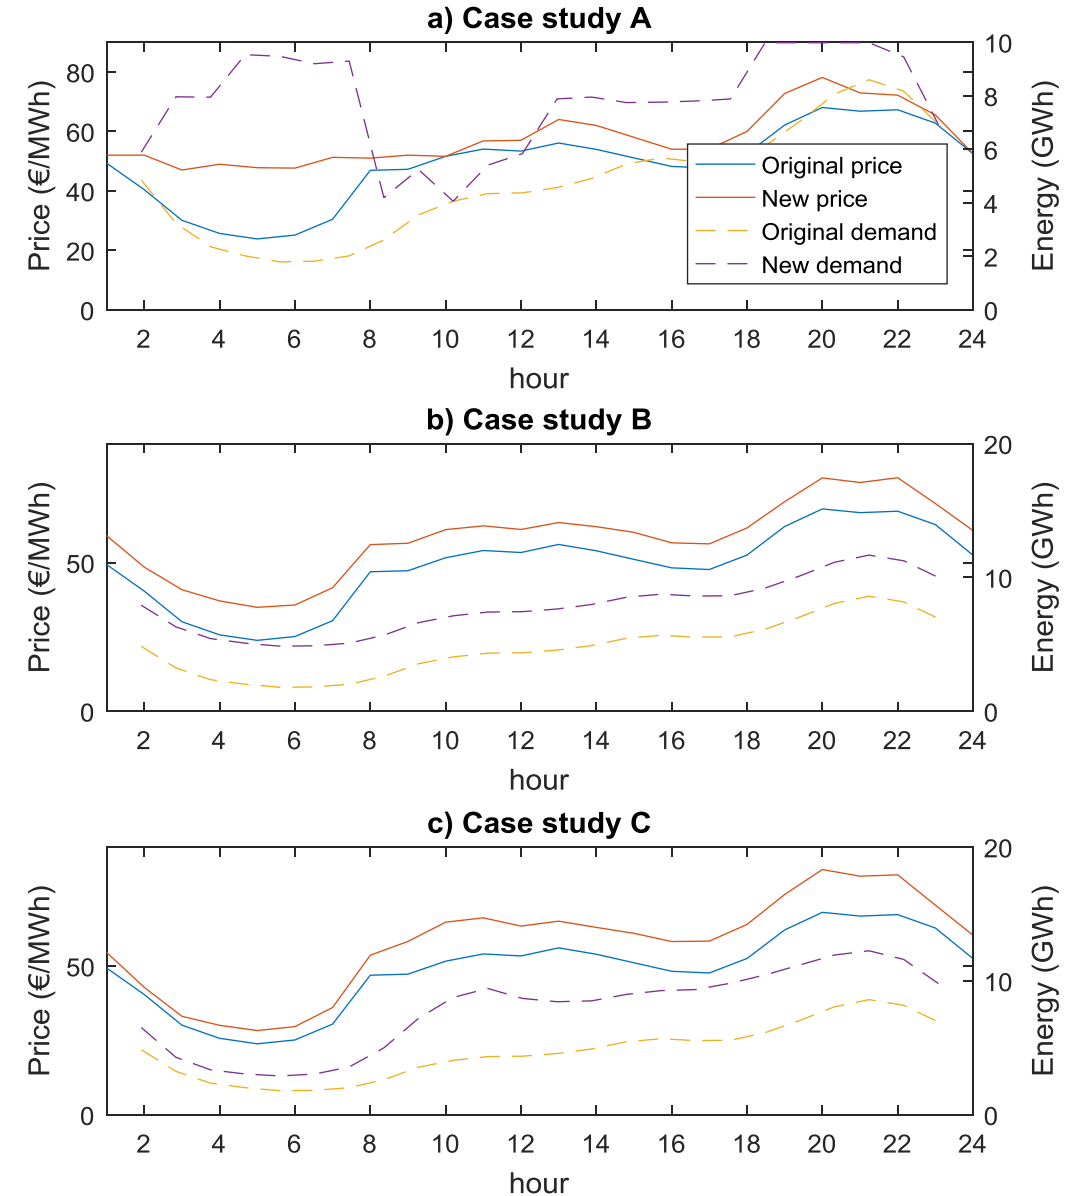 a) Case study A
Price (€/MWh)
80
60
40
20
0
10
8
6
4
2
0
Energy (GWh)
Original price
New price
Original demand
New demand
2 4 6 8 10 12 14 16 18 20 22 24
hour
b) Case study B
Price (€/MWh)
50
0
20
10
0
Energy (GWh)
2 4 6 8 10 12 14 16 18 20 22 24
hour
c) Case study C
Price (€/MWh)
50
0
20
10
0
Energy (GWh)
2 4 6 8 10 12 14 16 18 20 22 24
hour